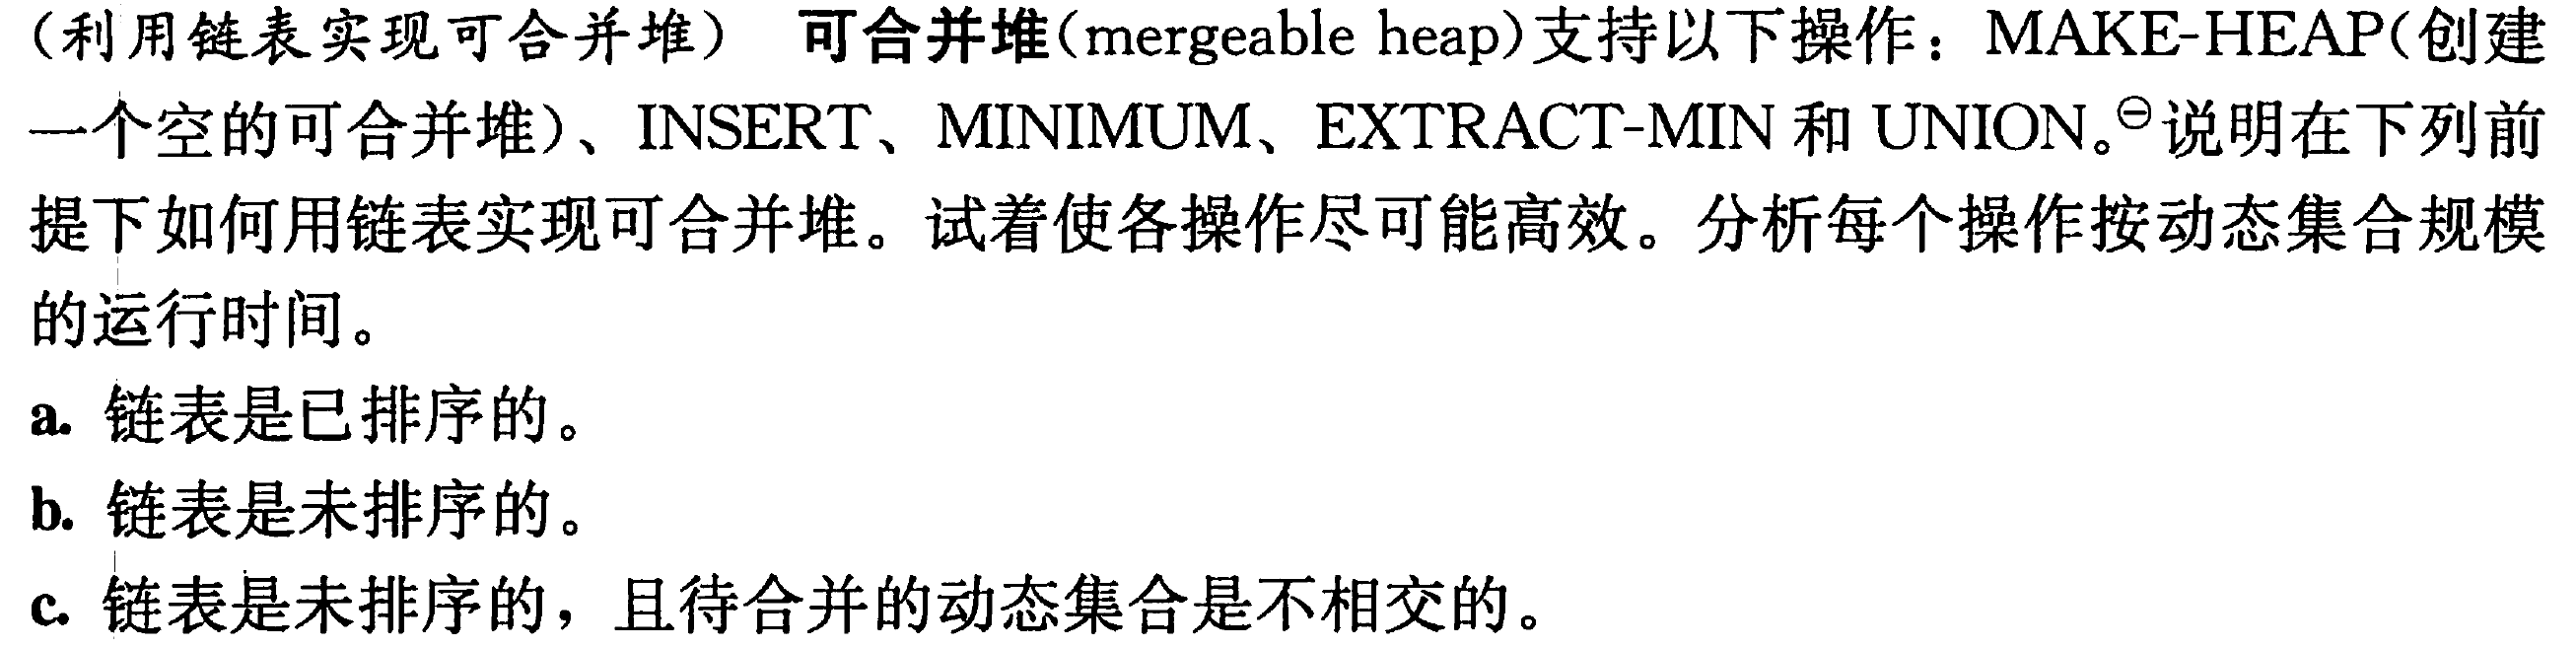 (利用链表实现可合并堆) 可合并堆(mergeable heap)支持以下操作：MAKE-HEAP(创建
一个空的可合并堆)、INSERT、MINIMUM、EXTRACT-MIN 和 UNION。㊀说明在下列前
提下如何用链表实现可合并堆。试着使各操作尽可能高效。分析每个操作按动态集合规模
的运行时间。
a. 链表是已排序的。
b. 链表是未排序的。
c. 链表是未排序的，且待合并的动态集合是不相交的。